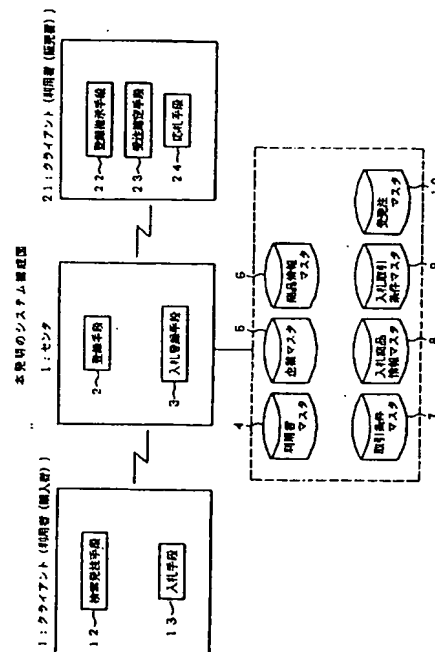 本発明のシステム構成図
1:クライアント(利用者(購入者))
12
検索発注手段
13
入札手段
1:センタ
2
登録手段
3
入札登録手段
21:クライアント(利用者(販売者))
22
登録指示手段
23
受注確定手段
24
応札手段
4
利用者
マスタ
5
企業マスタ
6
商品情報
マスタ
7
取引条件
マスタ
8
入札商品
情報マスタ
9
入札取引
条件マスタ
10
受発注
マスタ